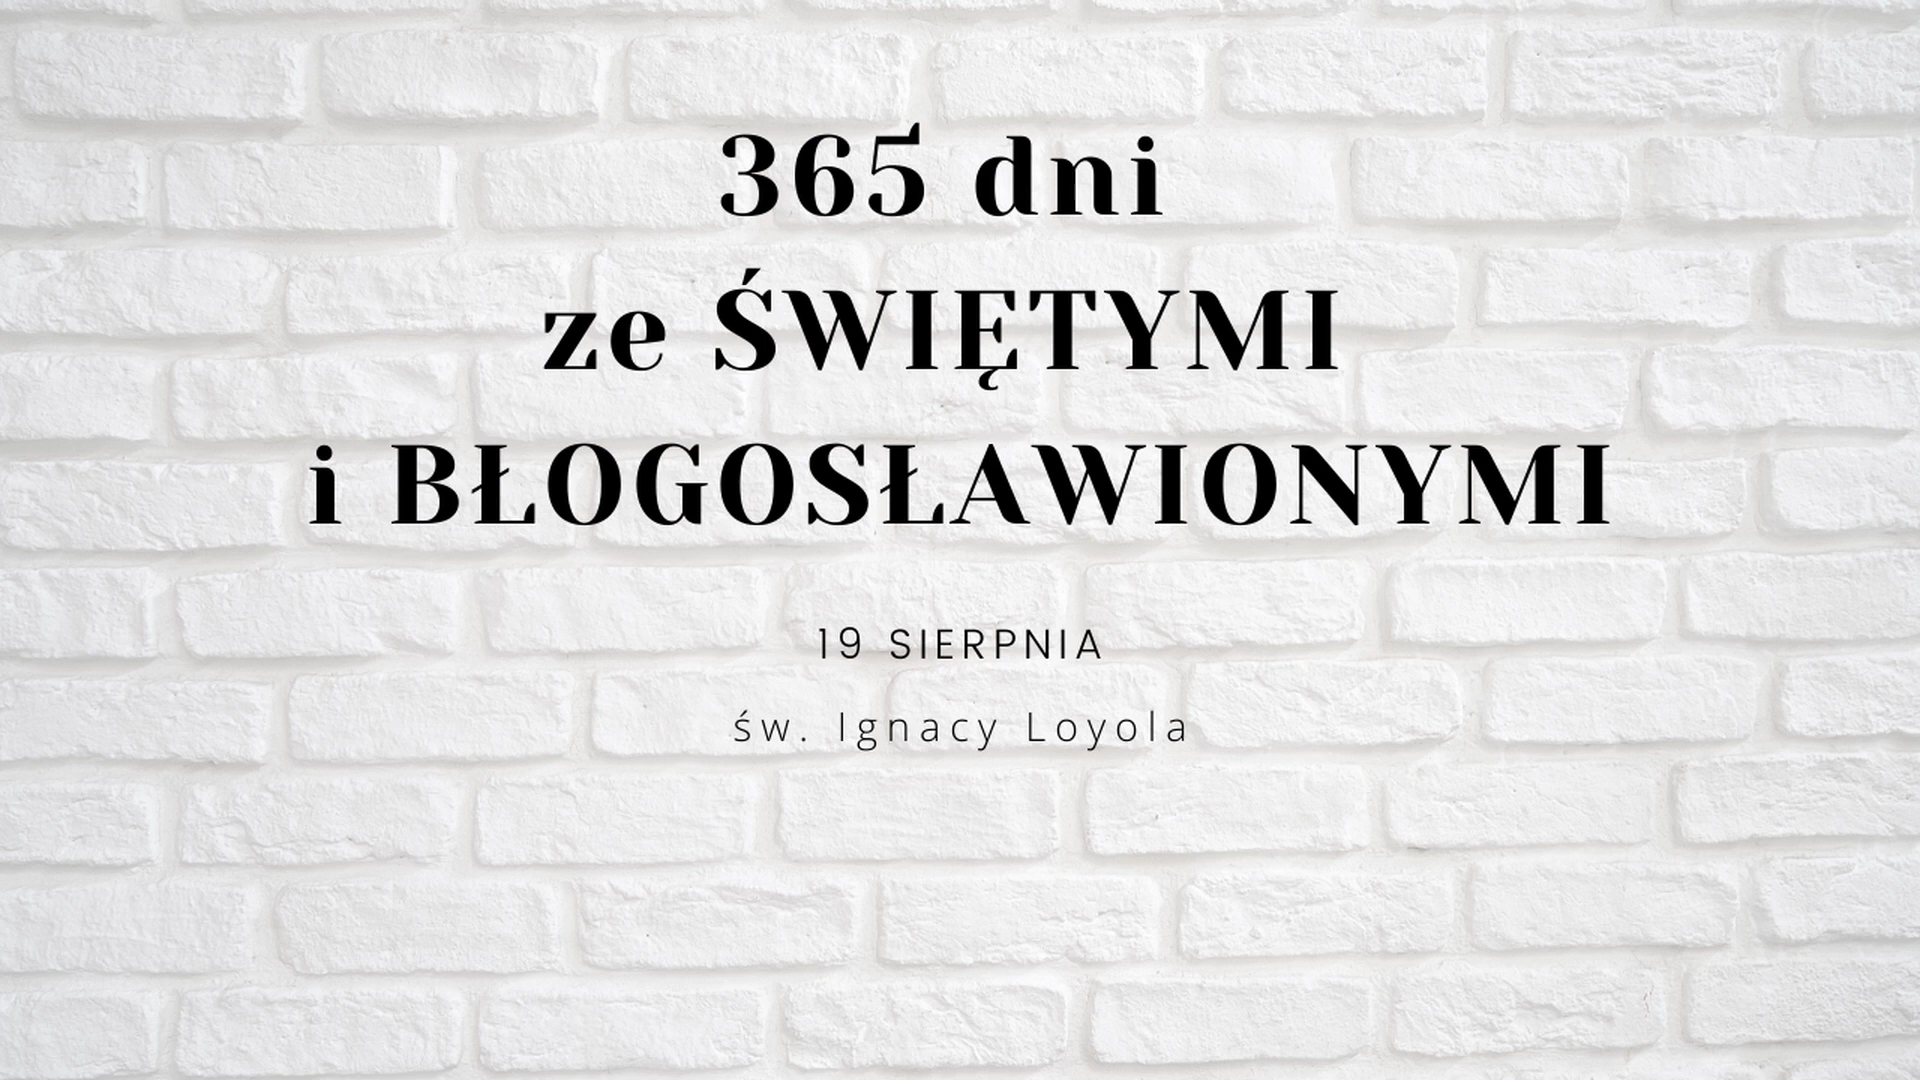 365 dni
ze ŚWIĘTYMI
i BŁOGOSŁAWIONYMI
19 SIERPNIA
św. Ignacy Loyola